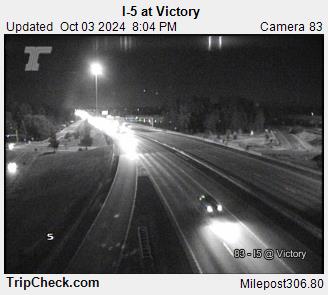 I-5 at Victory
Updated Oct 03 2024 8:04 PM Camera 83
T
S
83 - I5 @ Victory
TripCheck.com Milepost306.80